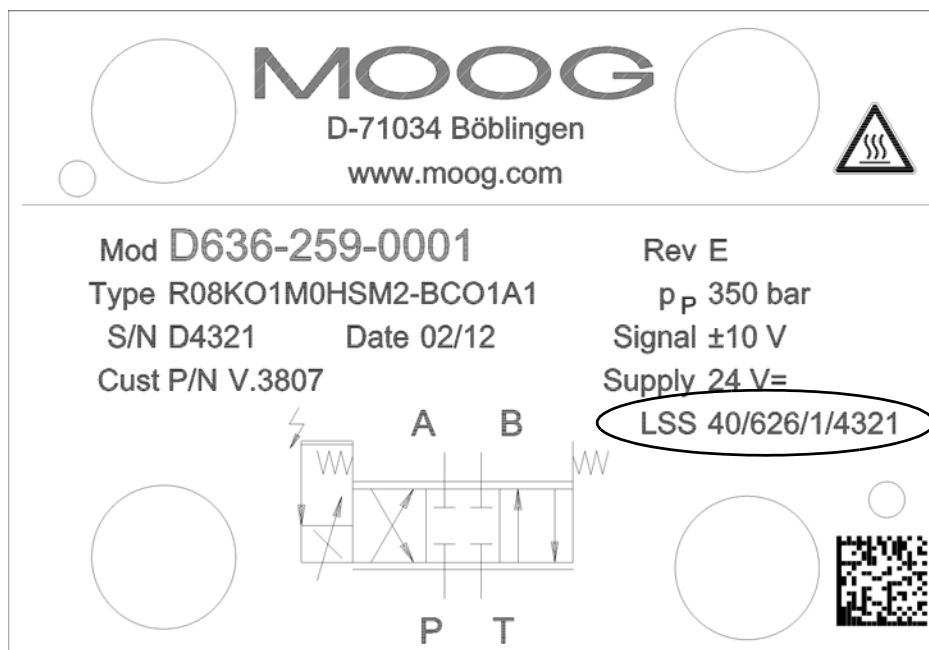 MOOG
D-71034 Böblingen
www.moog.com
Mod D636-259-0001 Rev E
Type R08KO1M0HSM2-BCO1A1 pP 350 bar
S/N D4321 Date 02/12 Signal ±10 V
Cust P/N V.3807 Supply 24 V=
LSS 40/626/1/4321
A B
P T